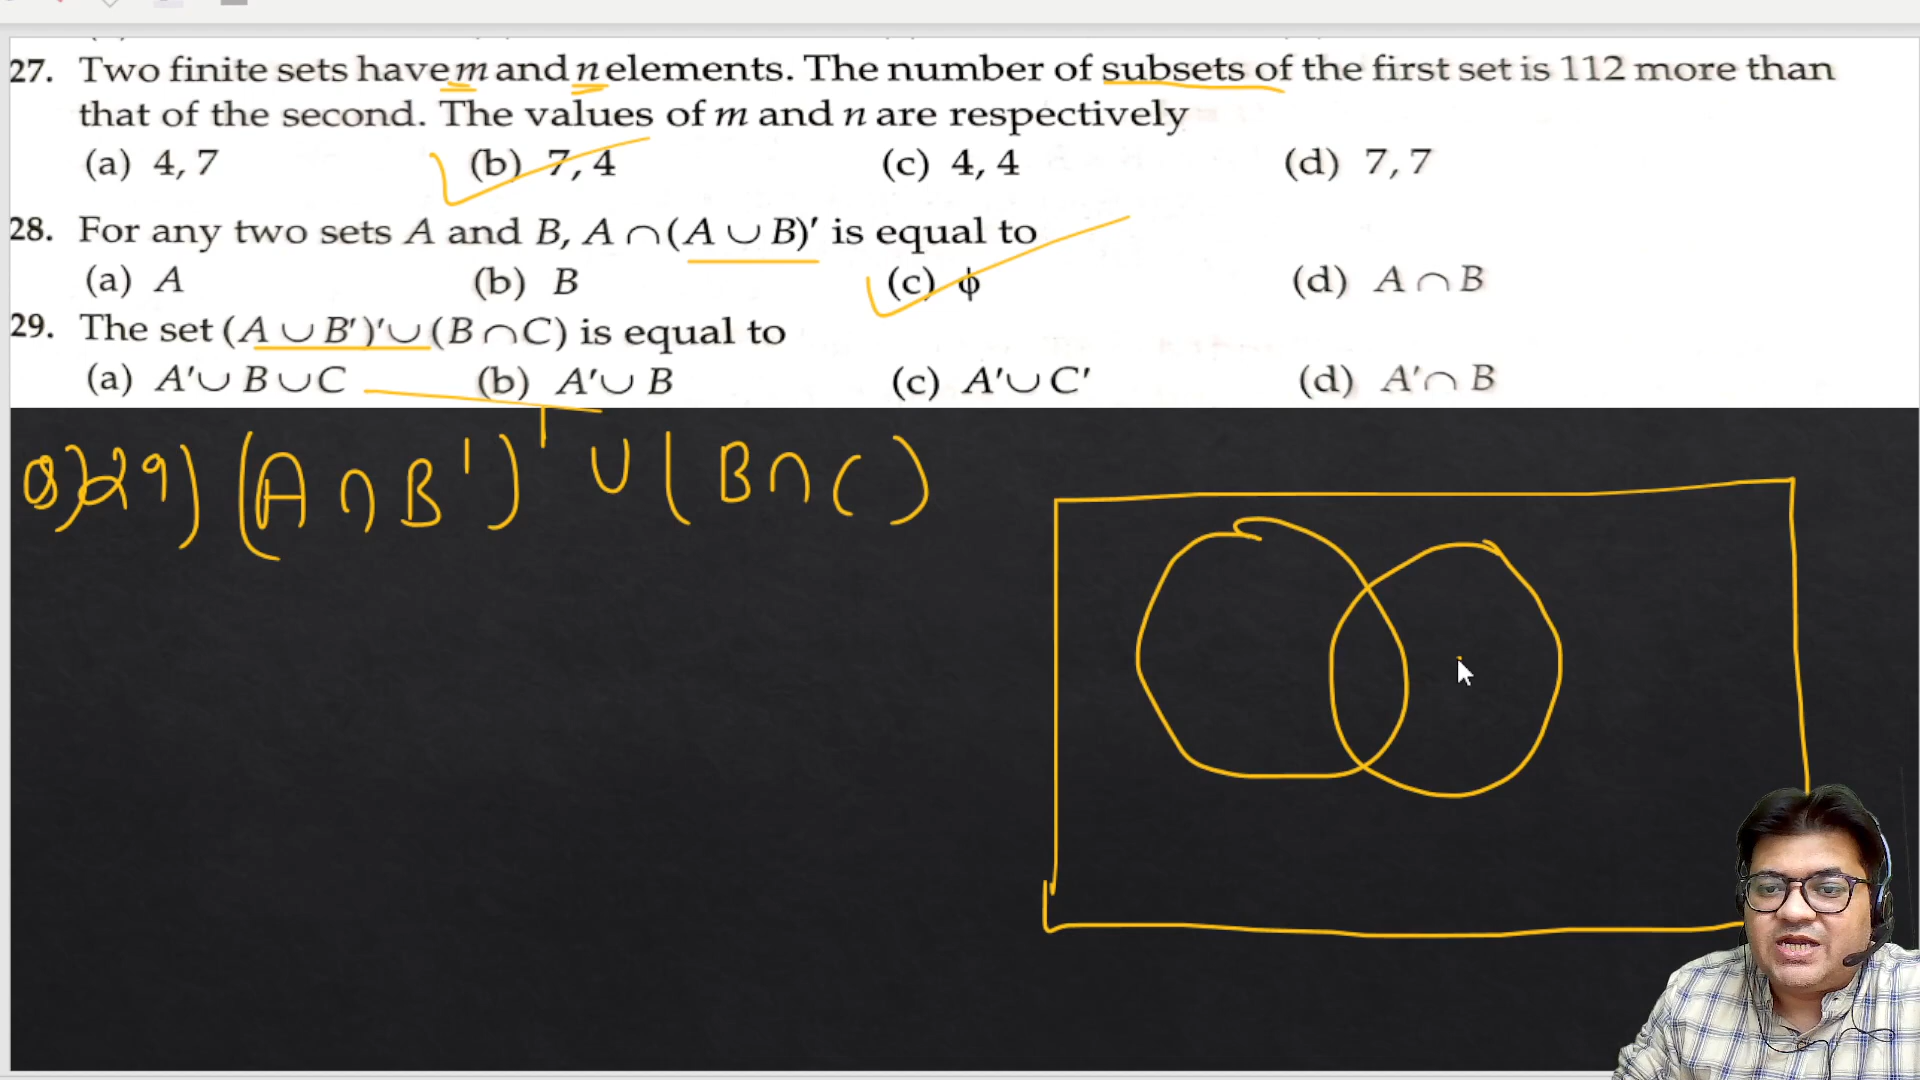 27. Two finite sets have m and n elements. The number of subsets of the first set is 112 more than
that of the second. The values of m and n are respectively
(a) 4, 7 (b) 7, 4 (c) 4, 4 (d) 7, 7
28. For any two sets A and B, A ∩ (A ∪ B)′ is equal to
(a) A (b) B (c) ϕ (d) A ∩ B
29. The set (A ∪ B′)′ ∪ (B ∩ C) is equal to
(a) A′ ∪ B ∪ C (b) A′ ∪ B (c) A′ ∪ C′ (d) A′ ∩ B
29) (A ∩ B')' ∪ (B ∩ C)